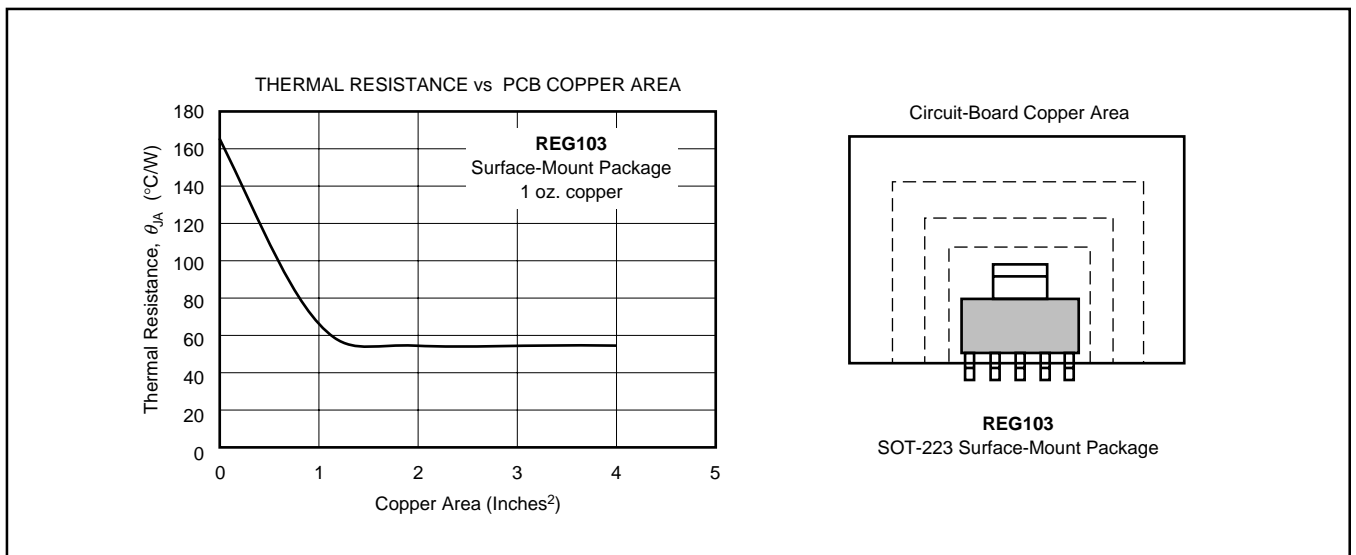 THERMAL RESISTANCE vs PCB COPPER AREA
Thermal Resistance, θJA (°C/W)
180
160
140
120
100
80
60
40
20
0
REG103
Surface-Mount Package
1 oz. copper
0 1 2 3 4 5
Copper Area (Inches²)
Circuit-Board Copper Area
REG103
SOT-223 Surface-Mount Package